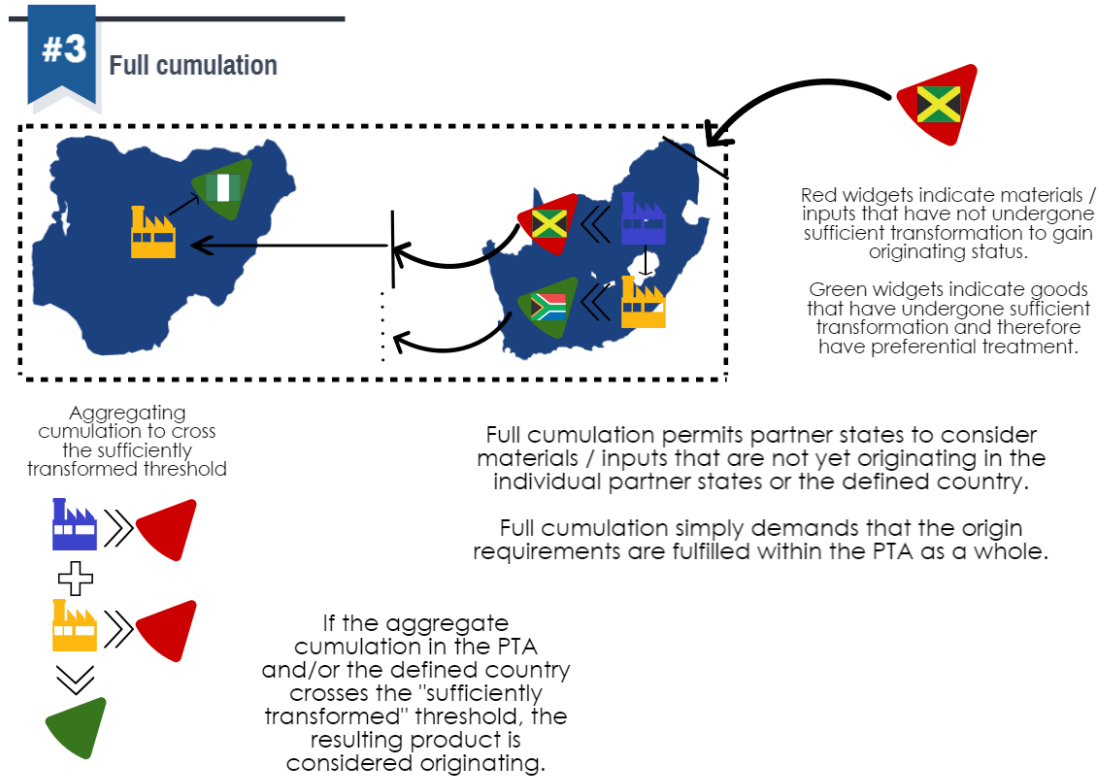 #3
Full cumulation
Red widgets indicate materials /
inputs that have not undergone
sufficient transformation to gain
originating status.
Green widgets indicate goods
that have undergone sufficient
transformation and therefore
have preferential treatment.
Aggregating
cumulation to cross
the sufficiently
transformed threshold
Full cumulation permits partner states to consider
materials / inputs that are not yet originating in the
individual partner states or the defined country.
Full cumulation simply demands that the origin
requirements are fulfilled within the PTA as a whole.
If the aggregate
cumulation in the PTA
and/or the defined country
crosses the "sufficiently
transformed" threshold, the
resulting product is
considered originating.